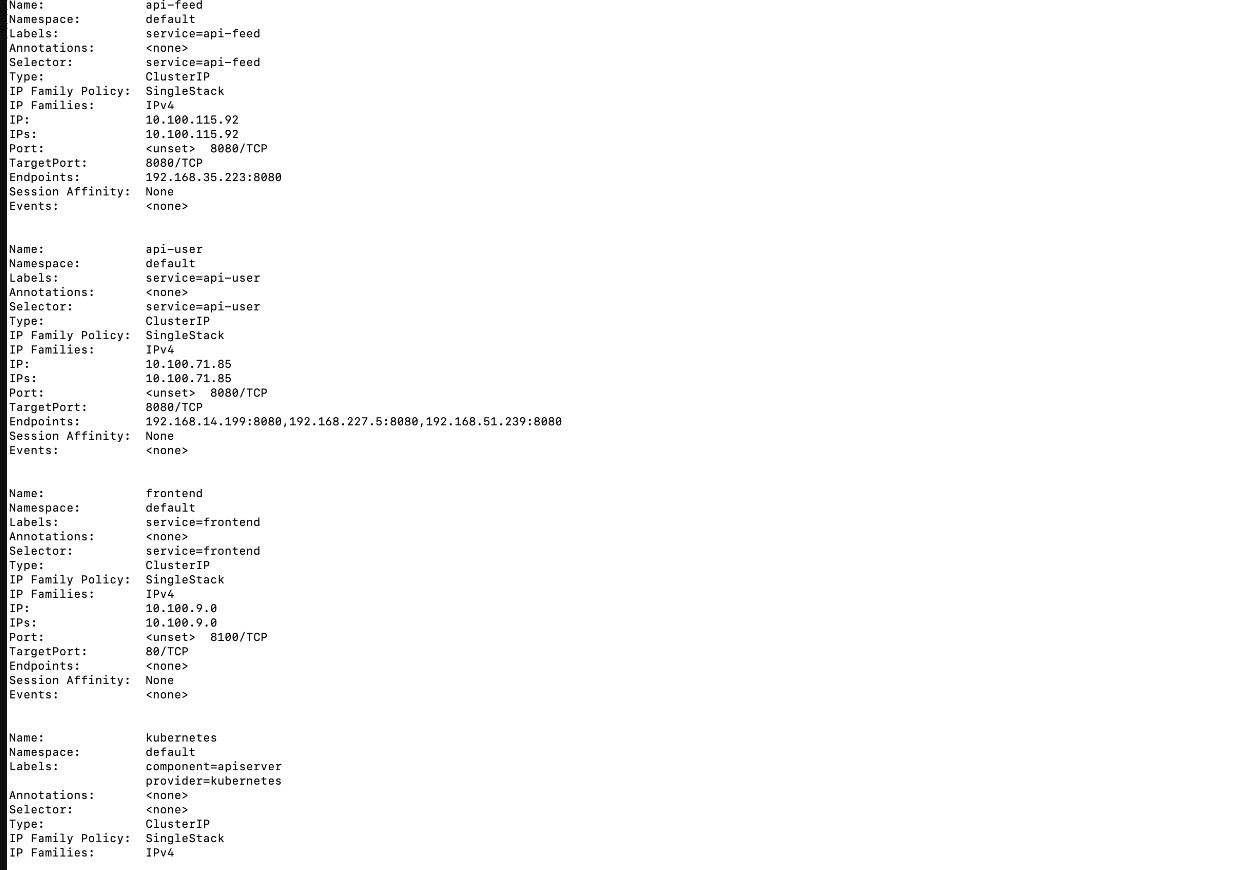 Name: api-feed
Namespace: default
Labels: service=api-feed
Annotations: <none>
Selector: service=api-feed
Type: ClusterIP
IP Family Policy: SingleStack
IP Families: IPv4
IP: 10.100.115.92
IPs: 10.100.115.92
Port: <unset> 8080/TCP
TargetPort: 8080/TCP
Endpoints: 192.168.35.223:8080
Session Affinity: None
Events: <none>
Name: api-user
Namespace: default
Labels: service=api-user
Annotations: <none>
Selector: service=api-user
Type: ClusterIP
IP Family Policy: SingleStack
IP Families: IPv4
IP: 10.100.71.85
IPs: 10.100.71.85
Port: <unset> 8080/TCP
TargetPort: 8080/TCP
Endpoints: 192.168.14.199:8080,192.168.227.5:8080,192.168.51.239:8080
Session Affinity: None
Events: <none>
Name: frontend
Namespace: default
Labels: service=frontend
Annotations: <none>
Selector: service=frontend
Type: ClusterIP
IP Family Policy: SingleStack
IP Families: IPv4
IP: 10.100.9.0
IPs: 10.100.9.0
Port: <unset> 8100/TCP
TargetPort: 80/TCP
Endpoints: <none>
Session Affinity: None
Events: <none>
Name: kubernetes
Namespace: default
Labels: component=apiserver
provider=kubernetes
Annotations: <none>
Selector: <none>
Type: ClusterIP
IP Family Policy: SingleStack
IP Families: IPv4